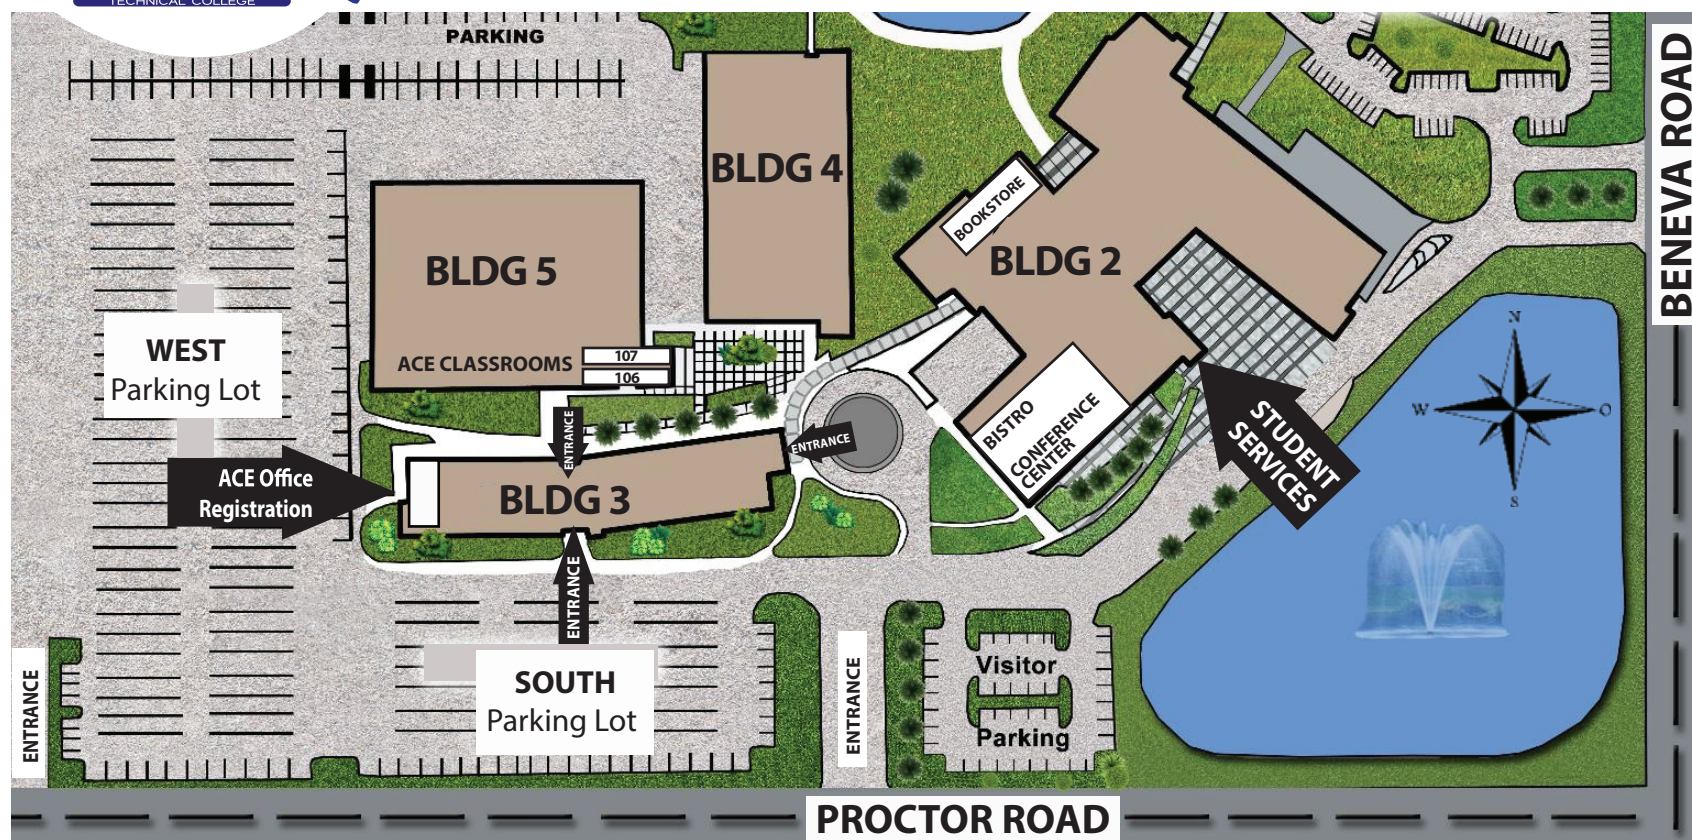 TECHNICAL COLLEGE
PARKING
BENEVA ROAD
BLDG 4
BOOKSTORE
BLDG 2
BLDG 5
WEST
Parking Lot
ACE CLASSROOMS
107
106
N
W
O
S
ENTRANCE
ENTRANCE
BISTRO
CONFERENCE
CENTER
STUDENT
SERVICES
ACE Office
Registration
BLDG 3
ENTRANCE
SOUTH
Parking Lot
ENTRANCE
ENTRANCE
Visitor
Parking
PROCTOR ROAD